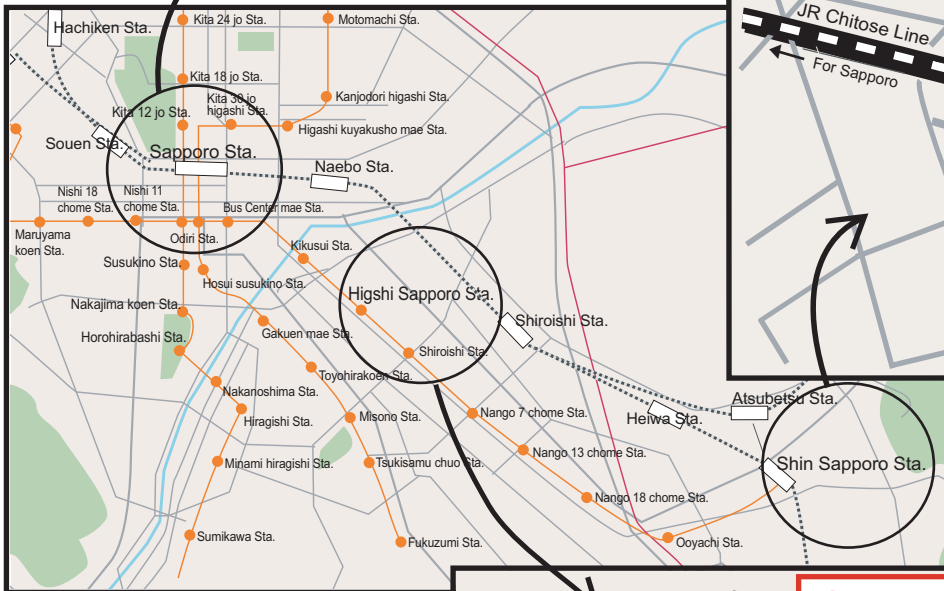 Hachiken Sta.
Kita 24 jo Sta.
Motomachi Sta.
JR Chitose Line
For Sapporo
Kita 18 jo Sta.
Kita 30 jo
higashi Sta.
Kanjodori higashi Sta.
Kita 12 jo Sta.
Higashi kuyakusho mae Sta.
Souen Sta.
Sapporo Sta.
Naebo Sta.
Nishi 18
chome Sta.
Nishi 11
chome Sta.
Bus Center mae Sta.
Maruyama
koen Sta.
Odiri Sta.
Kikusui Sta.
Susukino Sta.
Hosui susukino Sta.
Higshi Sapporo Sta.
Nakajima koen Sta.
Shiroishi Sta.
Horohirabashi Sta.
Gakuen mae Sta.
Shiroishi Sta.
Toyohirakoen Sta.
Nakanoshima Sta.
Atsubetsu Sta.
Hiragishi Sta.
Misono Sta.
Nango 7 chome Sta.
Heiwa Sta.
Minami hiragishi Sta.
Tsukisamu chuo Sta.
Nango 13 chome Sta.
Shin Sapporo Sta.
Nango 18 chome Sta.
Sumikawa Sta.
Fukuzumi Sta.
Ooyachi Sta.